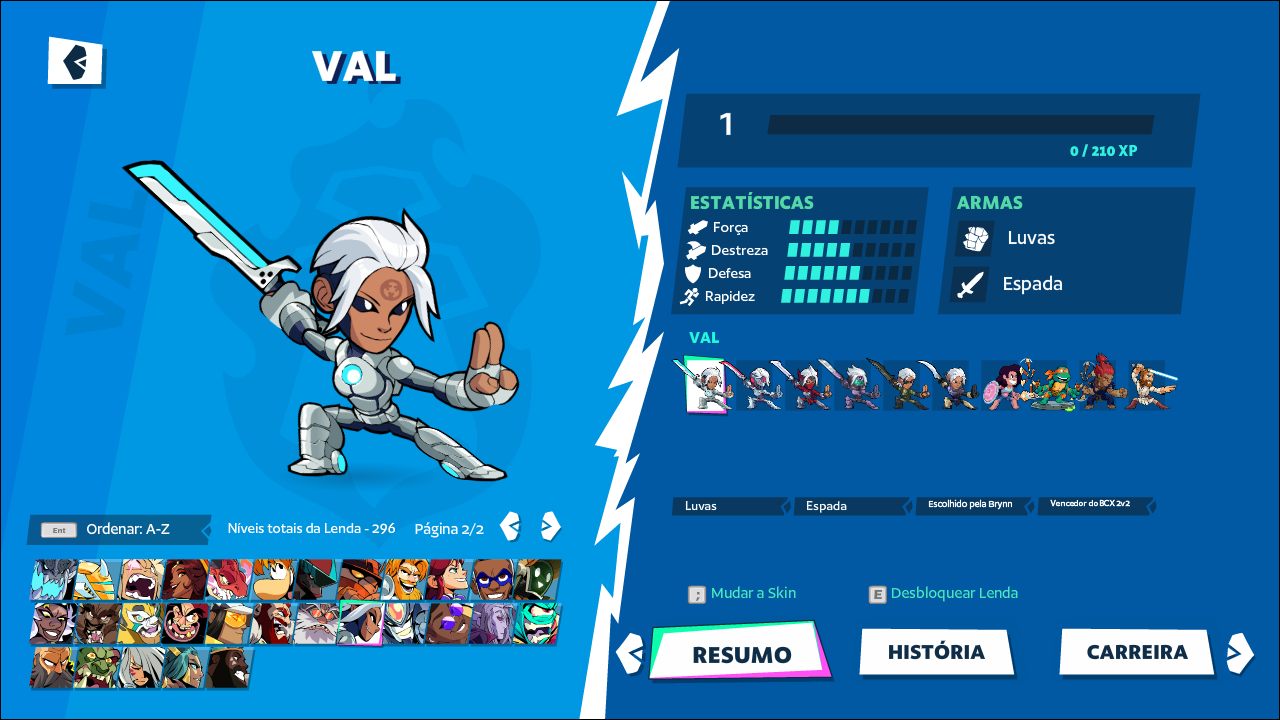 VAL
VAL
1
0 / 210 XP
ESTATÍSTICAS
Força
Destreza
Defesa
Rapidez
ARMAS
Luvas
Espada
VAL
Luvas
Espada
Escolhido pela Brynn
Vencedor do BCX 2v2
Ent
Ordenar: A-Z
Níveis totais da Lenda - 296
Página 2/2
; Mudar a Skin
E Desbloquear Lenda
RESUMO
HISTÓRIA
CARREIRA